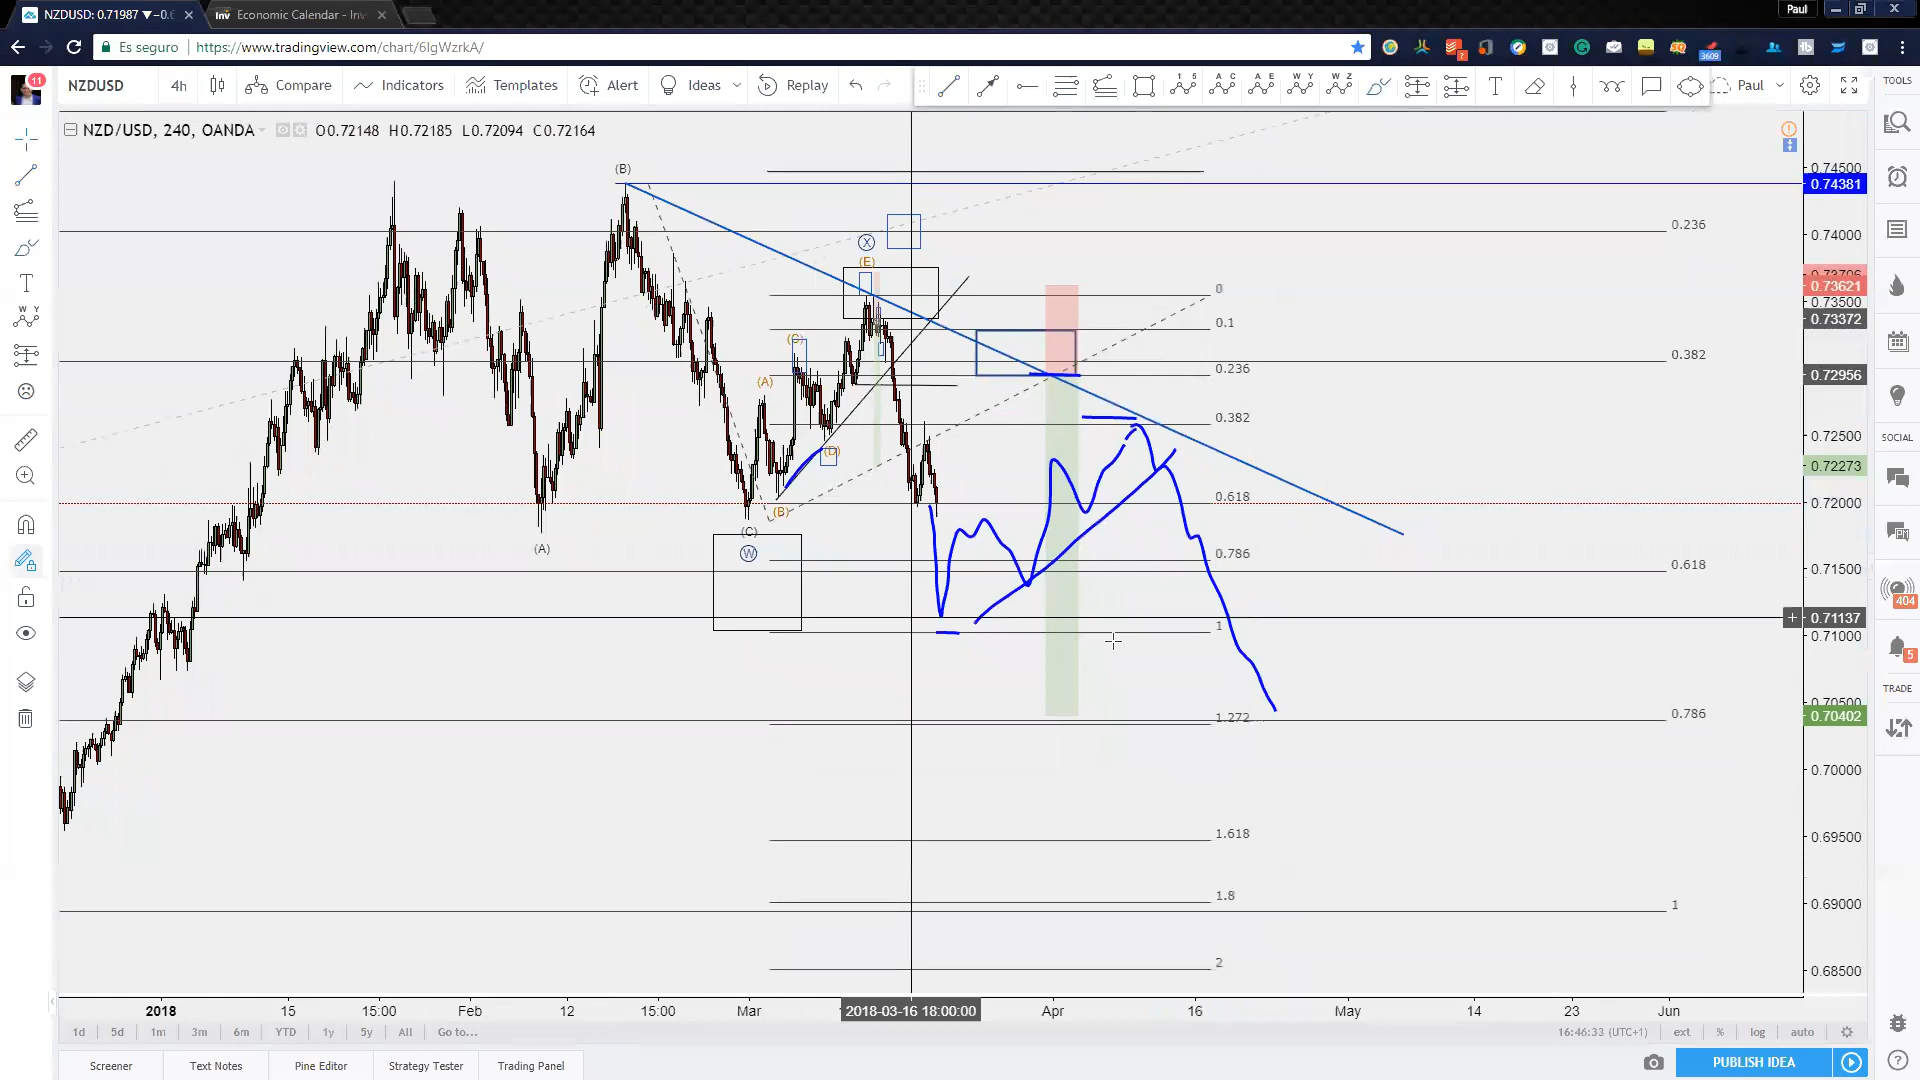 NZDUSD: 0.71987 ▼−0.6
Economic Calendar - Inv
Paul
Es seguro
https://www.tradingview.com/chart/6IgWzrkA/
3609
11
NZDUSD
4h
Compare
Indicators
Templates
Alert
Ideas
Replay
Paul
TOOLS
NZD/USD, 240, OANDA
O0.72148 H0.72185 L0.72094 C0.72164
(B)
0.74500
0.74381
0.236
0.74000
(X)
(E)
0
0.73621
0.73500
0.1
0.73372
(C)
0.382
0.236
0.72956
(A)
0.382
0.72500
(D)
0.72273
0.618
0.72000
(B)
(C)
(W)
(A)
0.786
0.618
0.71500
0.71137
1
0.71000
0.70500
1.272
0.786
0.70402
0.70000
1.618
0.69500
1.8
1
0.69000
2
0.68500
SOCIAL
404
5
TRADE
2018
15
15:00
Feb
12
15:00
Mar
2018-03-16 18:00:00
Apr
16
May
14
23
Jun
1d
5d
1m
3m
6m
YTD
1y
5y
All
Go to...
16:46:33 (UTC+1)
ext
%
log
auto
Screener
Text Notes
Pine Editor
Strategy Tester
Trading Panel
PUBLISH IDEA